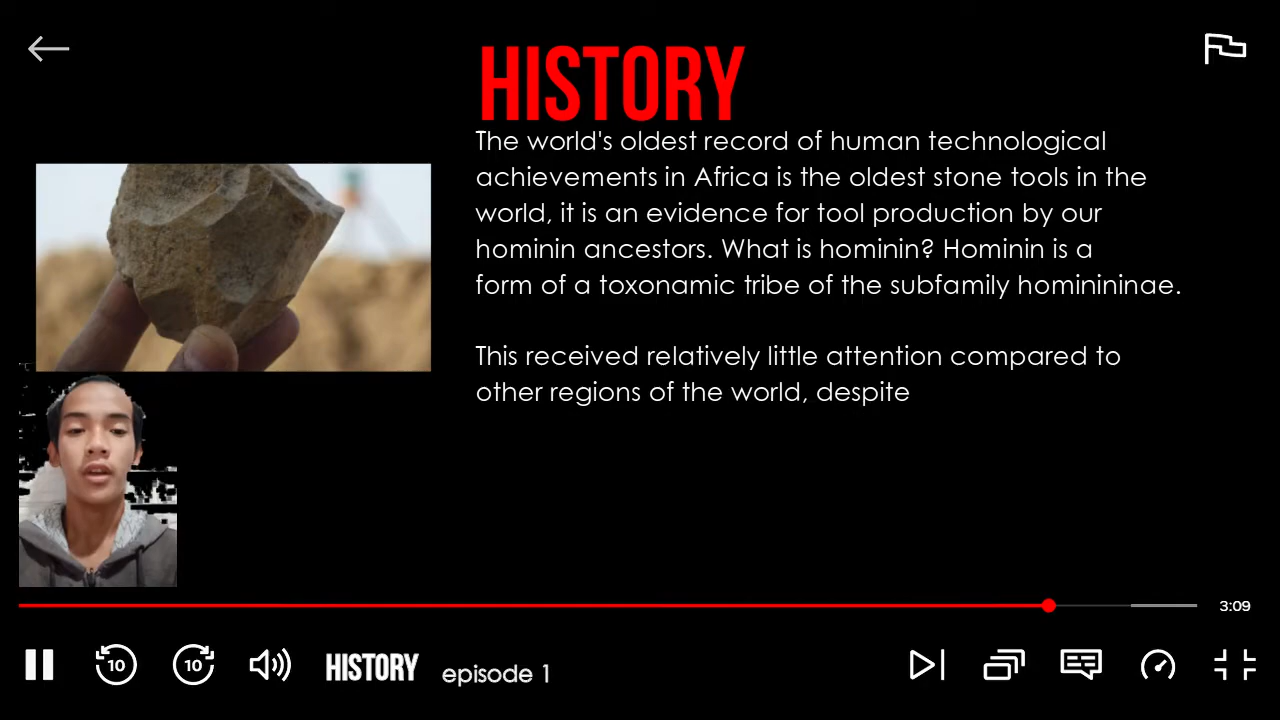 HISTORY
The world's oldest record of human technological
achievements in Africa is the oldest stone tools in the
world, it is an evidence for tool production by our
hominin ancestors. What is hominin? Hominin is a
form of a toxonamic tribe of the subfamily hominininae.
This received relatively little attention compared to
other regions of the world, despite
3:09
10
10
HISTORY
episode 1